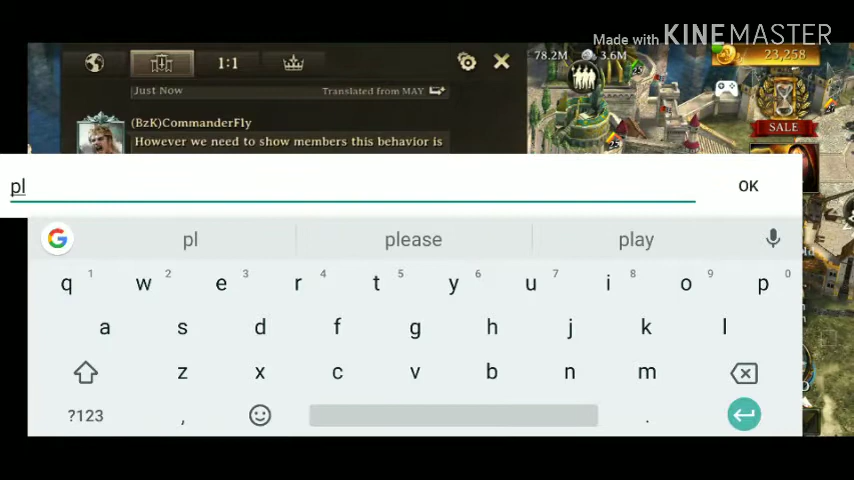 Made with KINEMASTER
1:1
78.2M 3.6M 23,258
Just Now Translated from MAY
(BzK)CommanderFly
However we need to show members this behavior is
SALE
pl OK
pl please play
q 1 w 2 e 3 r 4 t 5 y 6 u 7 i 8 o 9 p 0
a s d f g h j k l
z x c v b n m
?123 , .